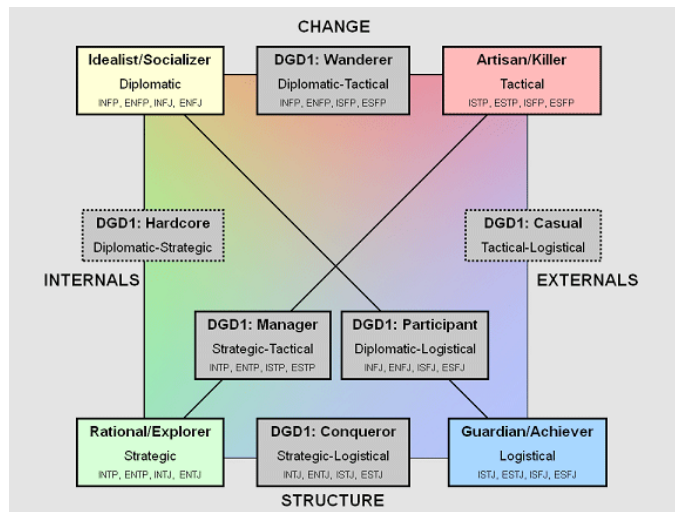 CHANGE
Idealist/Socializer
Diplomatic
INFP, ENFP, INFJ, ENFJ
DGD1: Wanderer
Diplomatic-Tactical
INFP, ENFP, ISFP, ESFP
Artisan/Killer
Tactical
ISTP, ESTP, ISFP, ESFP
DGD1: Hardcore
Diplomatic-Strategic
DGD1: Casual
Tactical-Logistical
INTERNALS
EXTERNALS
DGD1: Manager
Strategic-Tactical
INTP, ENTP, ISTP, ESTP
DGD1: Participant
Diplomatic-Logistical
INFJ, ENFJ, ISFJ, ESFJ
Rational/Explorer
Strategic
INTP, ENTP, INTJ, ENTJ
DGD1: Conqueror
Strategic-Logistical
INTJ, ENTJ, ISTJ, ESTJ
Guardian/Achiever
Logistical
ISTJ, ESTJ, ISFJ, ESFJ
STRUCTURE